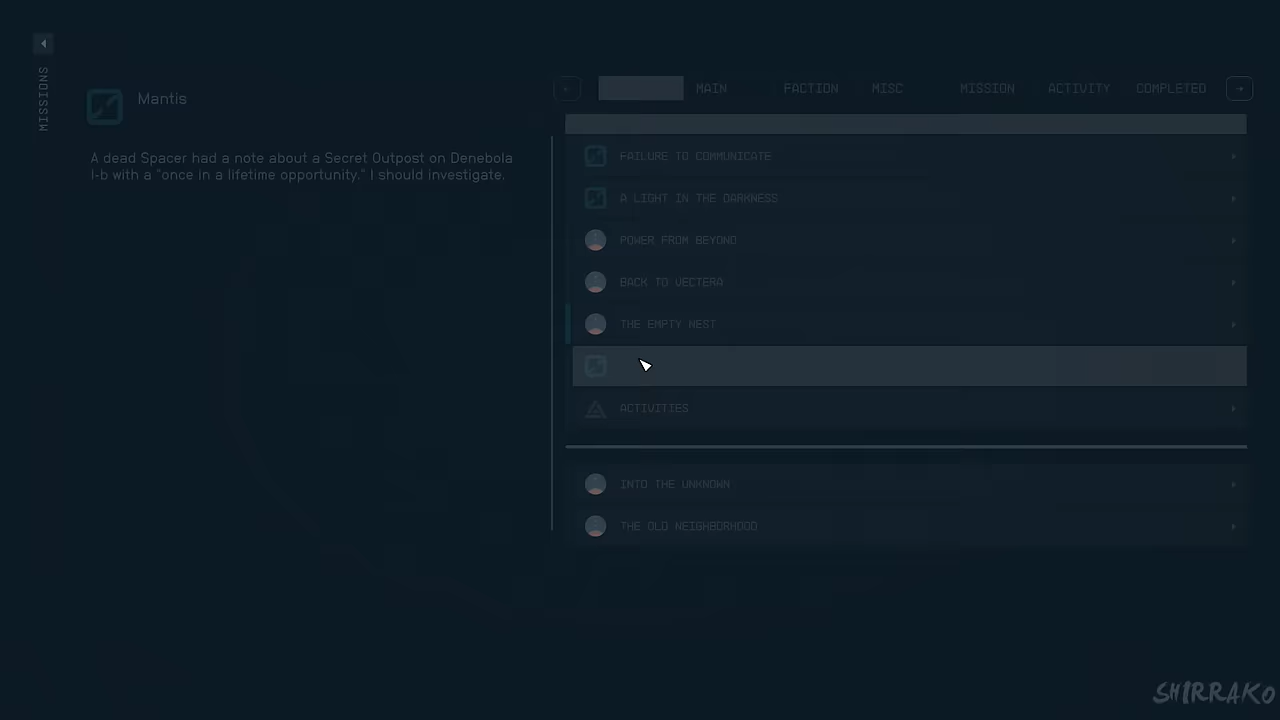 MISSIONS
Mantis
A dead Spacer had a note about a Secret Outpost on Denebola
I-b with a "once in a lifetime opportunity." I should investigate.
MAIN FACTION MISC MISSION ACTIVITY COMPLETED
FAILURE TO COMMUNICATE
A LIGHT IN THE DARKNESS
POWER FROM BEYOND
BACK TO VECTERA
THE EMPTY NEST
ACTIVITIES
INTO THE UNKNOWN
THE OLD NEIGHBORHOOD
SHIRRAKO